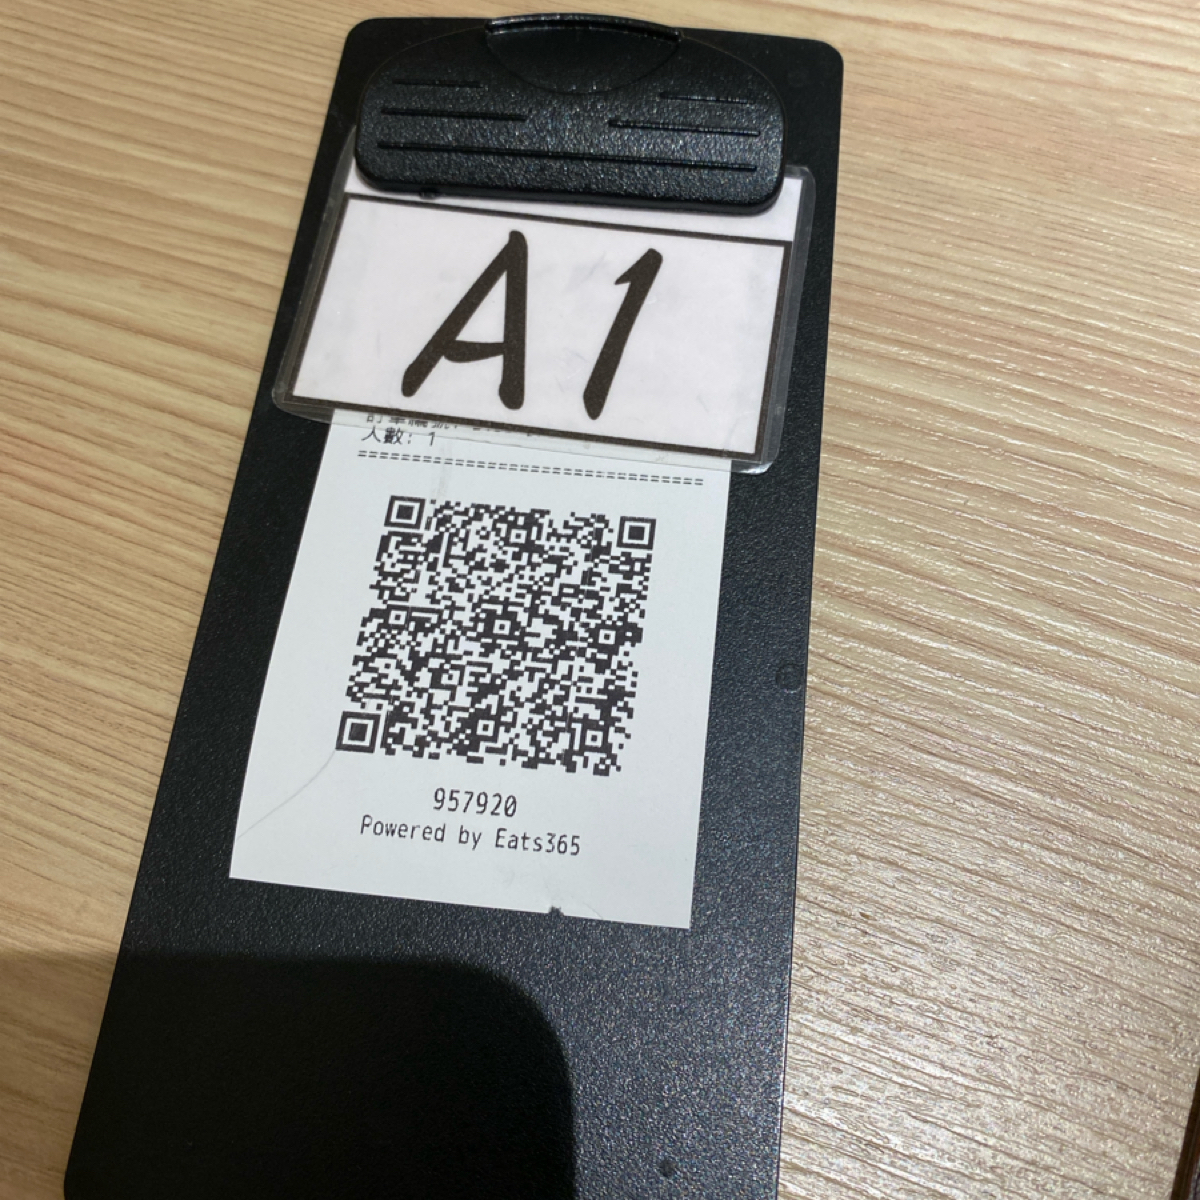 A1
人數: 1
957920
Powered by Eats365